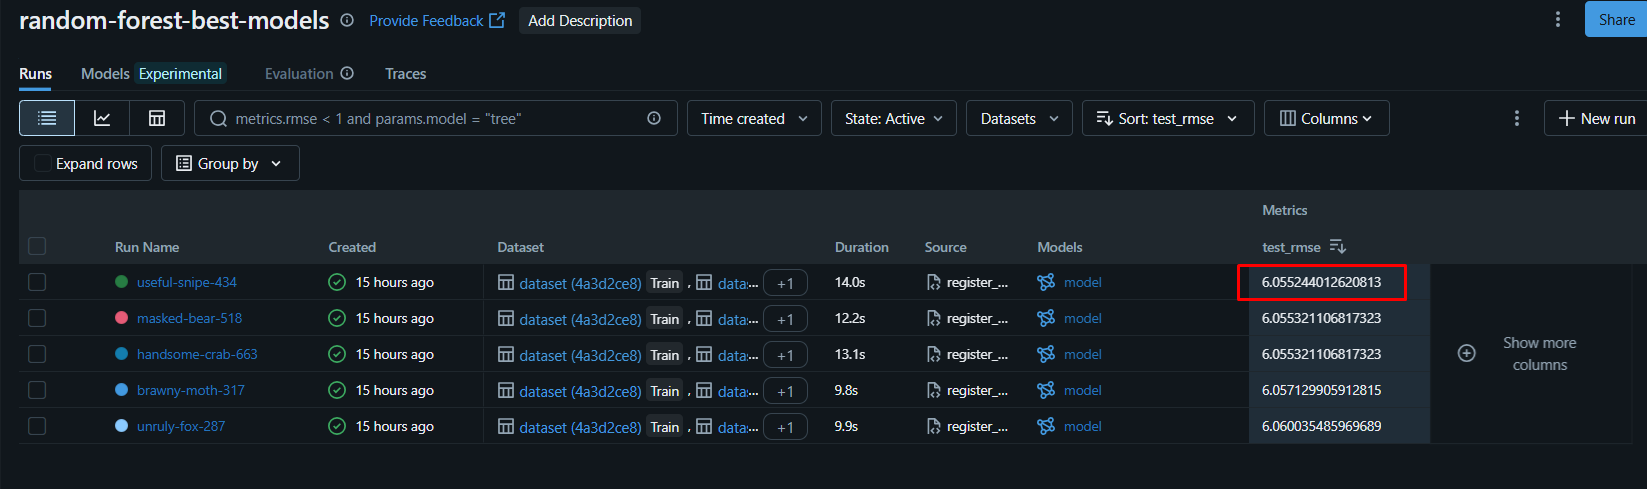 random-forest-best-models Provide Feedback Add Description Share
Runs Models Experimental Evaluation Traces
metrics.rmse < 1 and params.model = "tree" Time created State: Active Datasets Sort: test_rmse Columns New run
Expand rows Group by
Metrics
Run Name Created Dataset Duration Source Models test_rmse
useful-snipe-434 15 hours ago dataset (4a3d2ce8) Train , data:... +1 14.0s register_... model 6.055244012620813
masked-bear-518 15 hours ago dataset (4a3d2ce8) Train , data:... +1 12.2s register_... model 6.055321106817323
handsome-crab-663 15 hours ago dataset (4a3d2ce8) Train , data:... +1 13.1s register_... model 6.055321106817323
brawny-moth-317 15 hours ago dataset (4a3d2ce8) Train , data:... +1 9.8s register_... model 6.057129905912815
unruly-fox-287 15 hours ago dataset (4a3d2ce8) Train , data:... +1 9.9s register_... model 6.060035485969689
Show more
columns